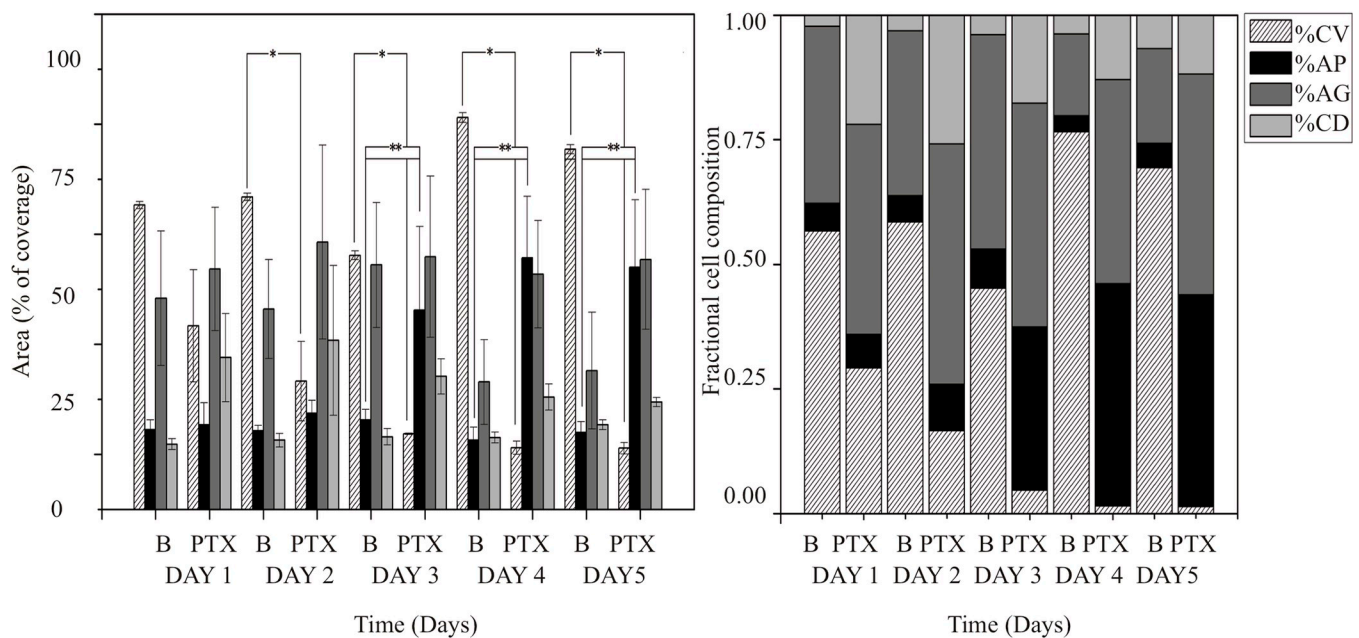 100
75
50
25
0
Area (% of coverage)
*
*
*
*
**
**
**
B PTX B PTX B PTX B PTX B PTX
DAY 1 DAY 2 DAY 3 DAY 4 DAY5
Time (Days)
1.00
0.75
0.50
0.25
0.00
Fractional cell composition
B PTX B PTX B PTX B PTX B PTX
DAY 1 DAY 2 DAY 3 DAY 4 DAY5
Time (Days)
%CV
%AP
%AG
%CD